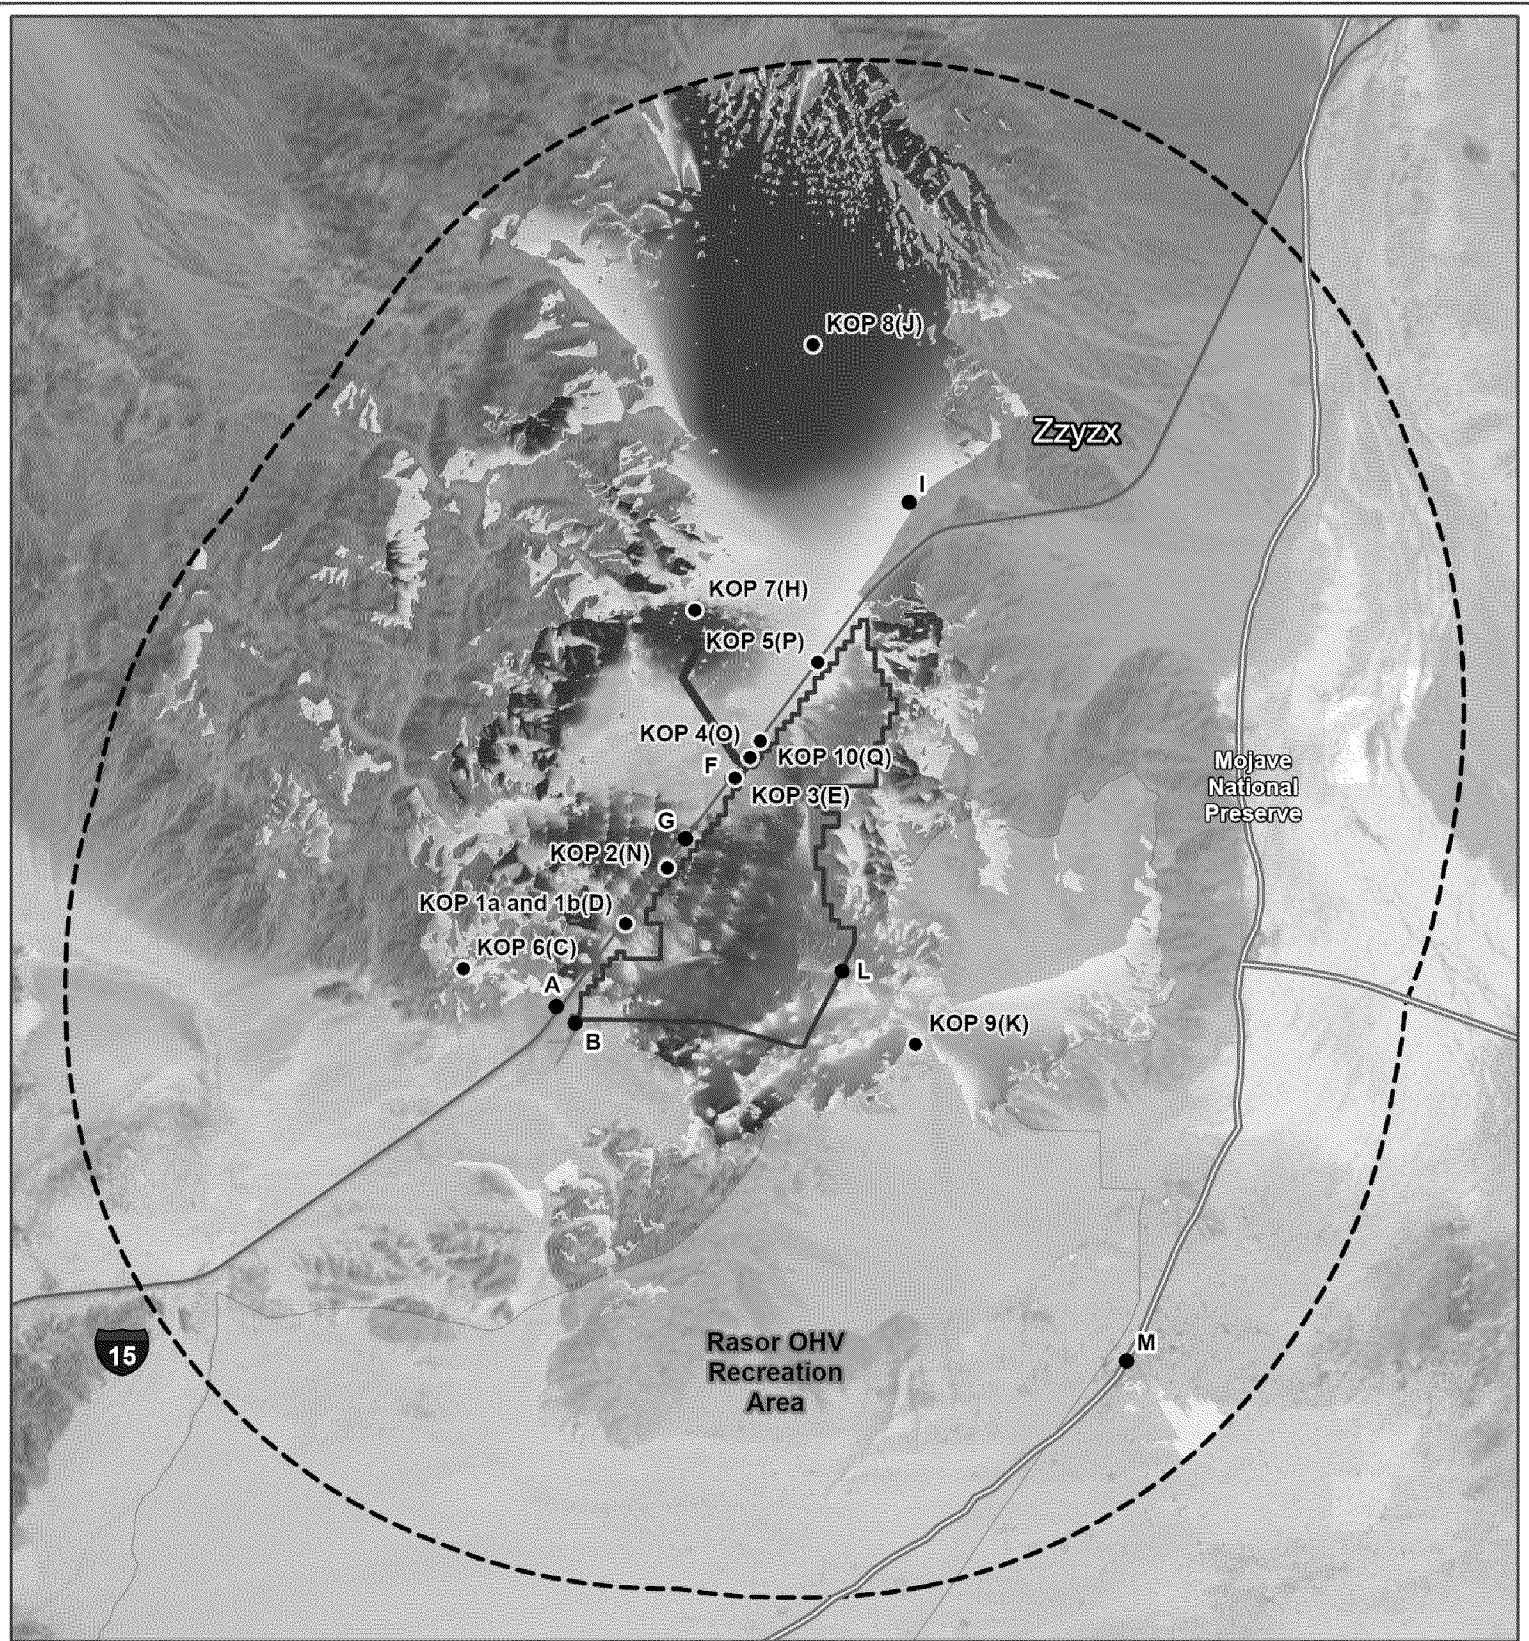 KOP 8(J)
Zzyzx
I
KOP 7(H)
KOP 5(P)
KOP 4(O)
KOP 10(Q)
F
KOP 3(E)
Mojave
National
Preserve
G
KOP 2(N)
KOP 1a and 1b(D)
KOP 6(C)
L
A
KOP 9(K)
B
15
Rasor OHV
Recreation
Area
M